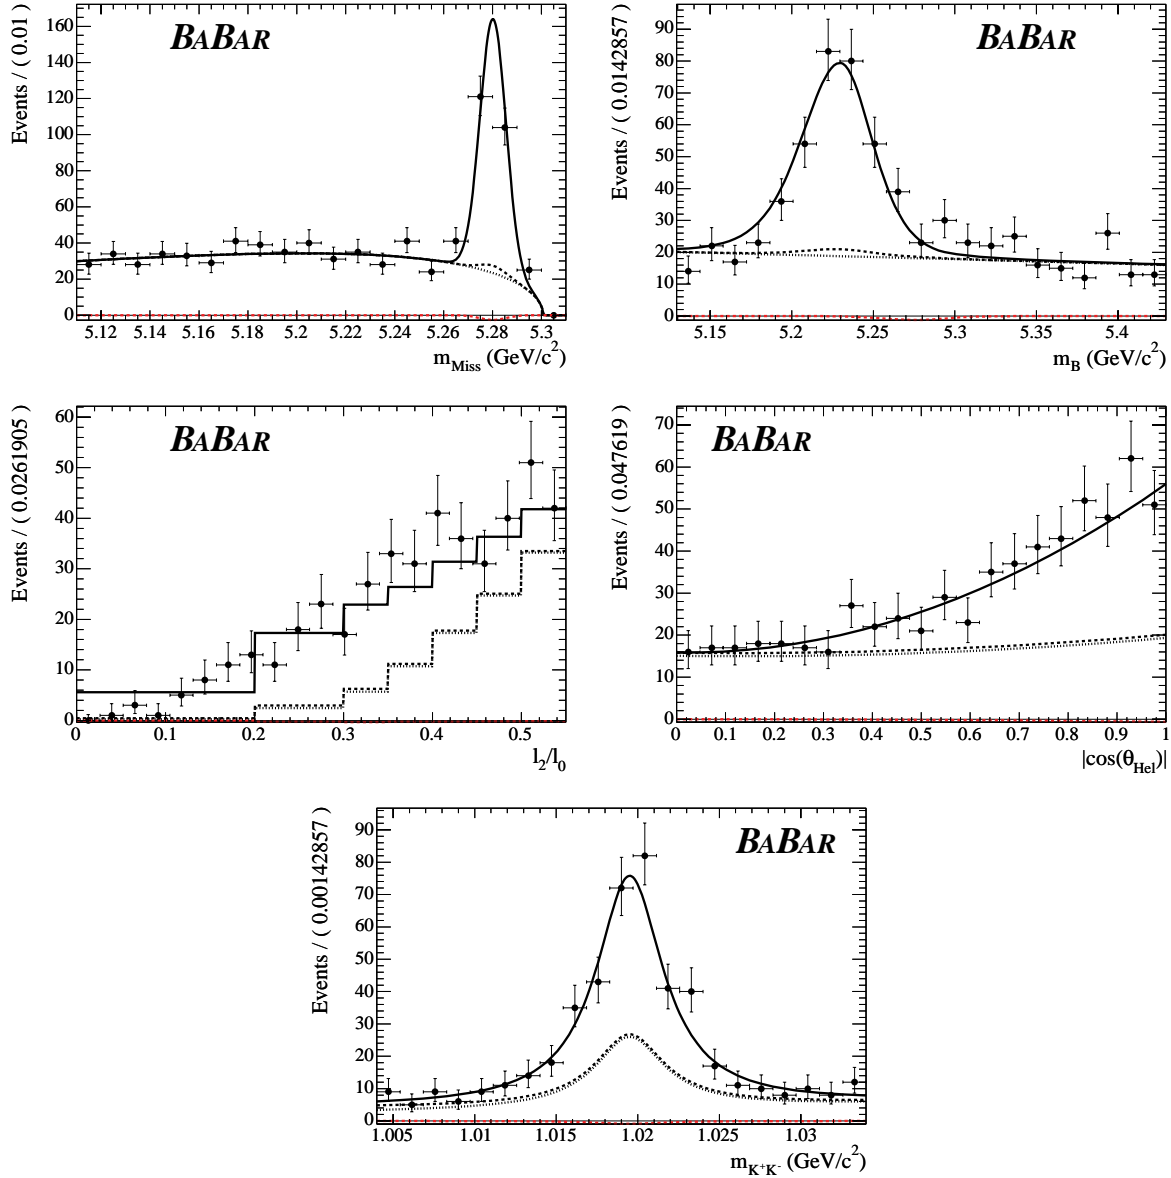 BABAR
Events / ( 0.01 )
160
140
120
100
80
60
40
20
0
5.12 5.14 5.16 5.18 5.2 5.22 5.24 5.26 5.28 5.3
m_Miss (GeV/c²)
BABAR
Events / ( 0.0142857 )
90
80
70
60
50
40
30
20
10
0
5.15 5.2 5.25 5.3 5.35 5.4
m_B (GeV/c²)
BABAR
Events / ( 0.0261905 )
60
50
40
30
20
10
0
0 0.1 0.2 0.3 0.4 0.5
l₂/l₀
BABAR
Events / ( 0.047619 )
70
60
50
40
30
20
10
0
0 0.1 0.2 0.3 0.4 0.5 0.6 0.7 0.8 0.9 1
|cos(θ_Hel)|
BABAR
Events / ( 0.00142857 )
90
80
70
60
50
40
30
20
10
0
1.005 1.01 1.015 1.02 1.025 1.03
m_K⁺K⁻ (GeV/c²)